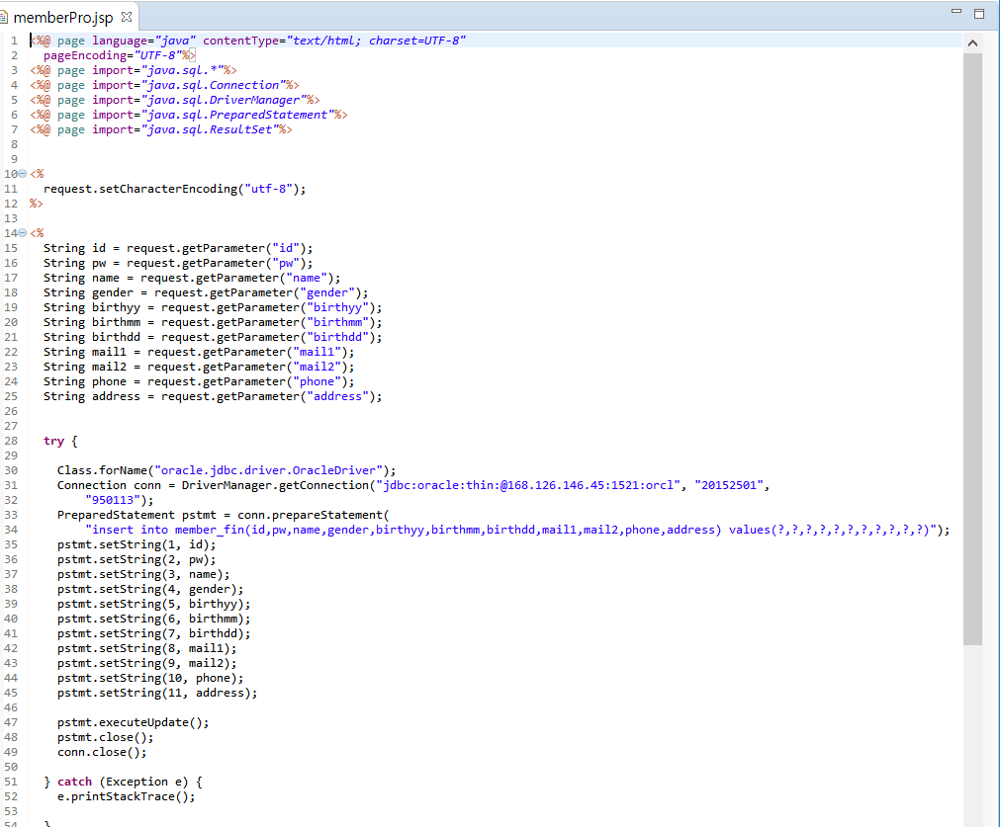 memberPro.jsp
1 <%@ page language="java" contentType="text/html; charset=UTF-8"
2 pageEncoding="UTF-8"%>
3 <%@ page import="java.sql.*"%>
4 <%@ page import="java.sql.Connection"%>
5 <%@ page import="java.sql.DriverManager"%>
6 <%@ page import="java.sql.PreparedStatement"%>
7 <%@ page import="java.sql.ResultSet"%>
8
9
10 <%
11 request.setCharacterEncoding("utf-8");
12 %>
13
14 <%
15 String id = request.getParameter("id");
16 String pw = request.getParameter("pw");
17 String name = request.getParameter("name");
18 String gender = request.getParameter("gender");
19 String birthyy = request.getParameter("birthyy");
20 String birthmm = request.getParameter("birthmm");
21 String birthdd = request.getParameter("birthdd");
22 String mail1 = request.getParameter("mail1");
23 String mail2 = request.getParameter("mail2");
24 String phone = request.getParameter("phone");
25 String address = request.getParameter("address");
26
27
28 try {
29
30 Class.forName("oracle.jdbc.driver.OracleDriver");
31 Connection conn = DriverManager.getConnection("jdbc:oracle:thin:@168.126.146.45:1521:orcl", "20152501",
32 "950113");
33 PreparedStatement pstmt = conn.prepareStatement(
34 "insert into member_fin(id,pw,name,gender,birthyy,birthmm,birthdd,mail1,mail2,phone,address) values(?,?,?,?,?,?,?,?,?,?,?)");
35 pstmt.setString(1, id);
36 pstmt.setString(2, pw);
37 pstmt.setString(3, name);
38 pstmt.setString(4, gender);
39 pstmt.setString(5, birthyy);
40 pstmt.setString(6, birthmm);
41 pstmt.setString(7, birthdd);
42 pstmt.setString(8, mail1);
43 pstmt.setString(9, mail2);
44 pstmt.setString(10, phone);
45 pstmt.setString(11, address);
46
47 pstmt.executeUpdate();
48 pstmt.close();
49 conn.close();
50
51 } catch (Exception e) {
52 e.printStackTrace();
53
54 }